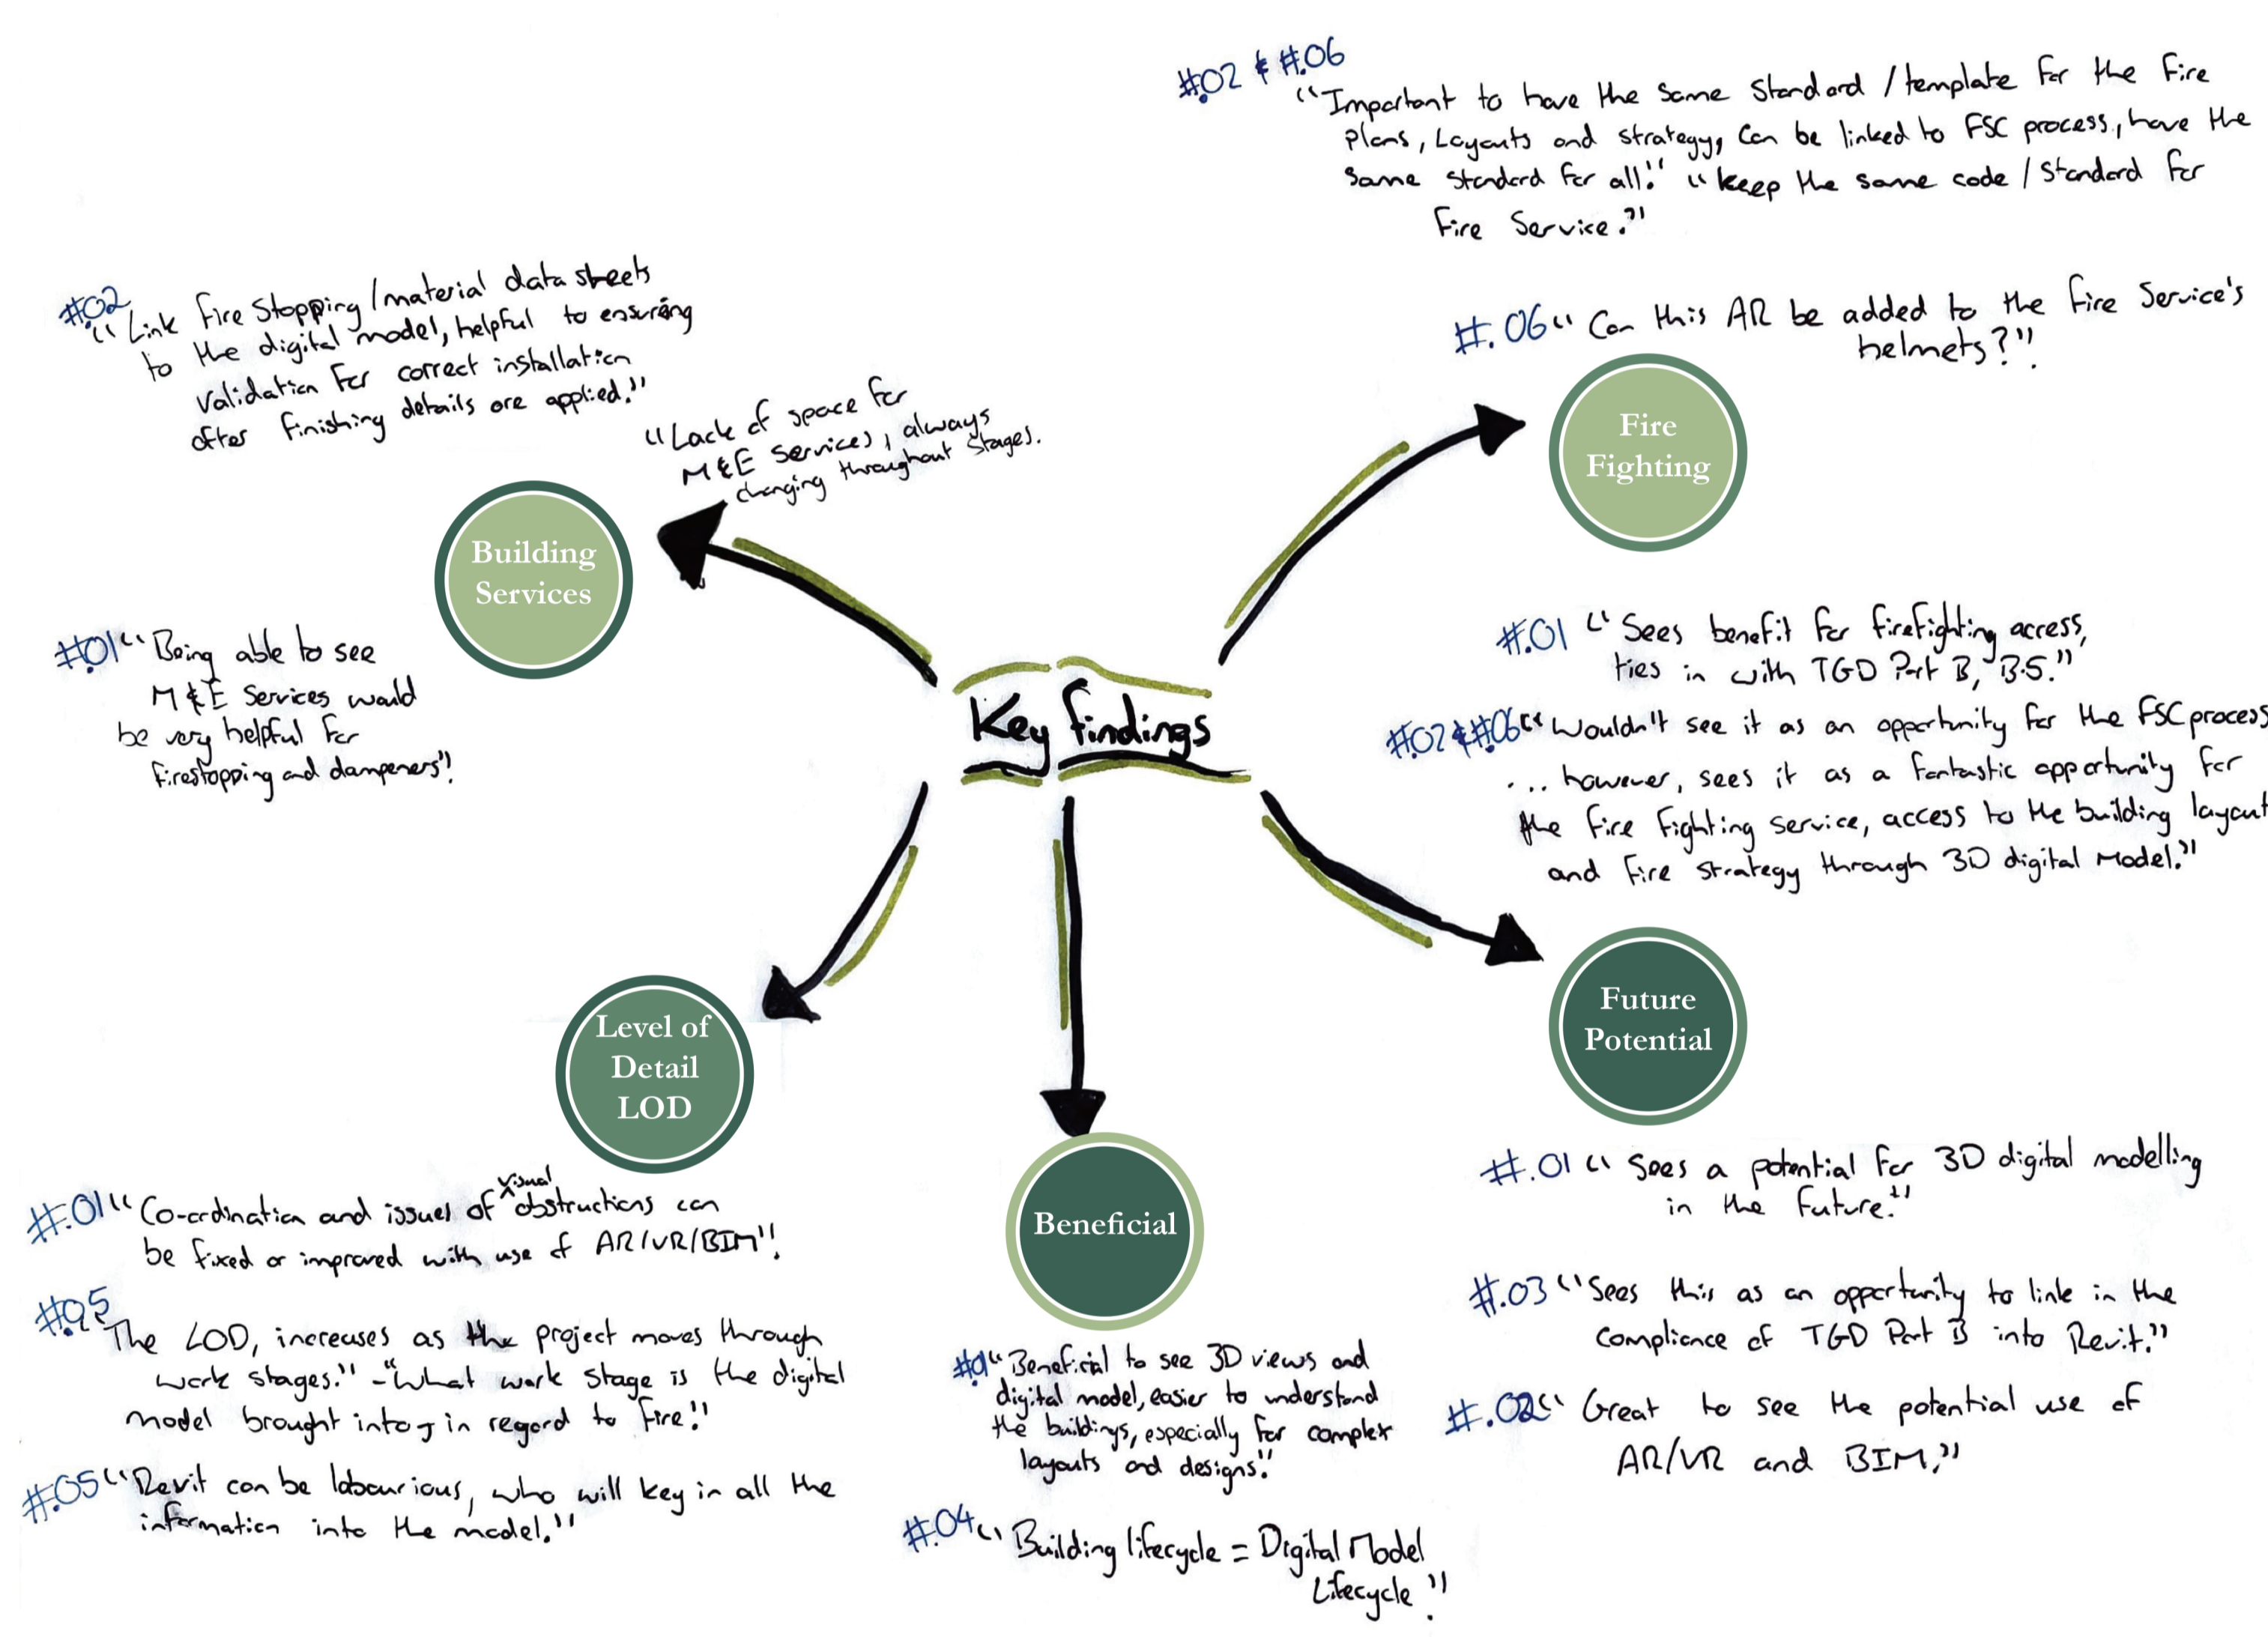 #.02 & #.06
"Important to have the same standard / template for the fire
plans, Layouts and strategy, can be linked to FSC process, have the
same standard for all." "keep the same code / standard for
fire service."
#.06 "Can this AR be added to the fire service's
helmets?".
Fire
Fighting
#.01 "Sees benefit for firefighting access,
ties in with TGD Part B, B.5."
#.02 & #.06 "Wouldn't see it as an opportunity for the FSC process
... however, sees it as a fantastic opportunity for
the fire fighting service, access to the building layout
and fire strategy through 3D digital model."
#.02
"Link fire stopping / material data sheets
to the digital model, helpful to ensuring
validation for correct installation
after finishing details are applied."
"Lack of space for
M&E services, always
changing throughout stages.
Building
Services
#.01 "Being able to see
M&E services would
be very helpful for
firestopping and dampeners".
Key findings
Level of
Detail
LOD
#.01 "Co-ordination and issues of visual obstructions can
be fixed or improved with use of AR/VR/BIM".
#.05
The LOD, increases as the project moves through
work stages." - "What work stage is the digital
model brought into, in regard to fire."
#.05 "Revit can be labourious, who will key in all the
information into the model."
Beneficial
#.01 "Beneficial to see 3D views and
digital model, easier to understand
the buildings, especially for complex
layouts and designs."
#.04 "Building lifecycle = Digital Model
Lifecycle".
Future
Potential
#.01 "Sees a potential for 3D digital modelling
in the future."
#.03 "Sees this as an opportunity to link in the
compliance of TGD Part B into Revit."
#.02 "Great to see the potential use of
AR/VR and BIM."